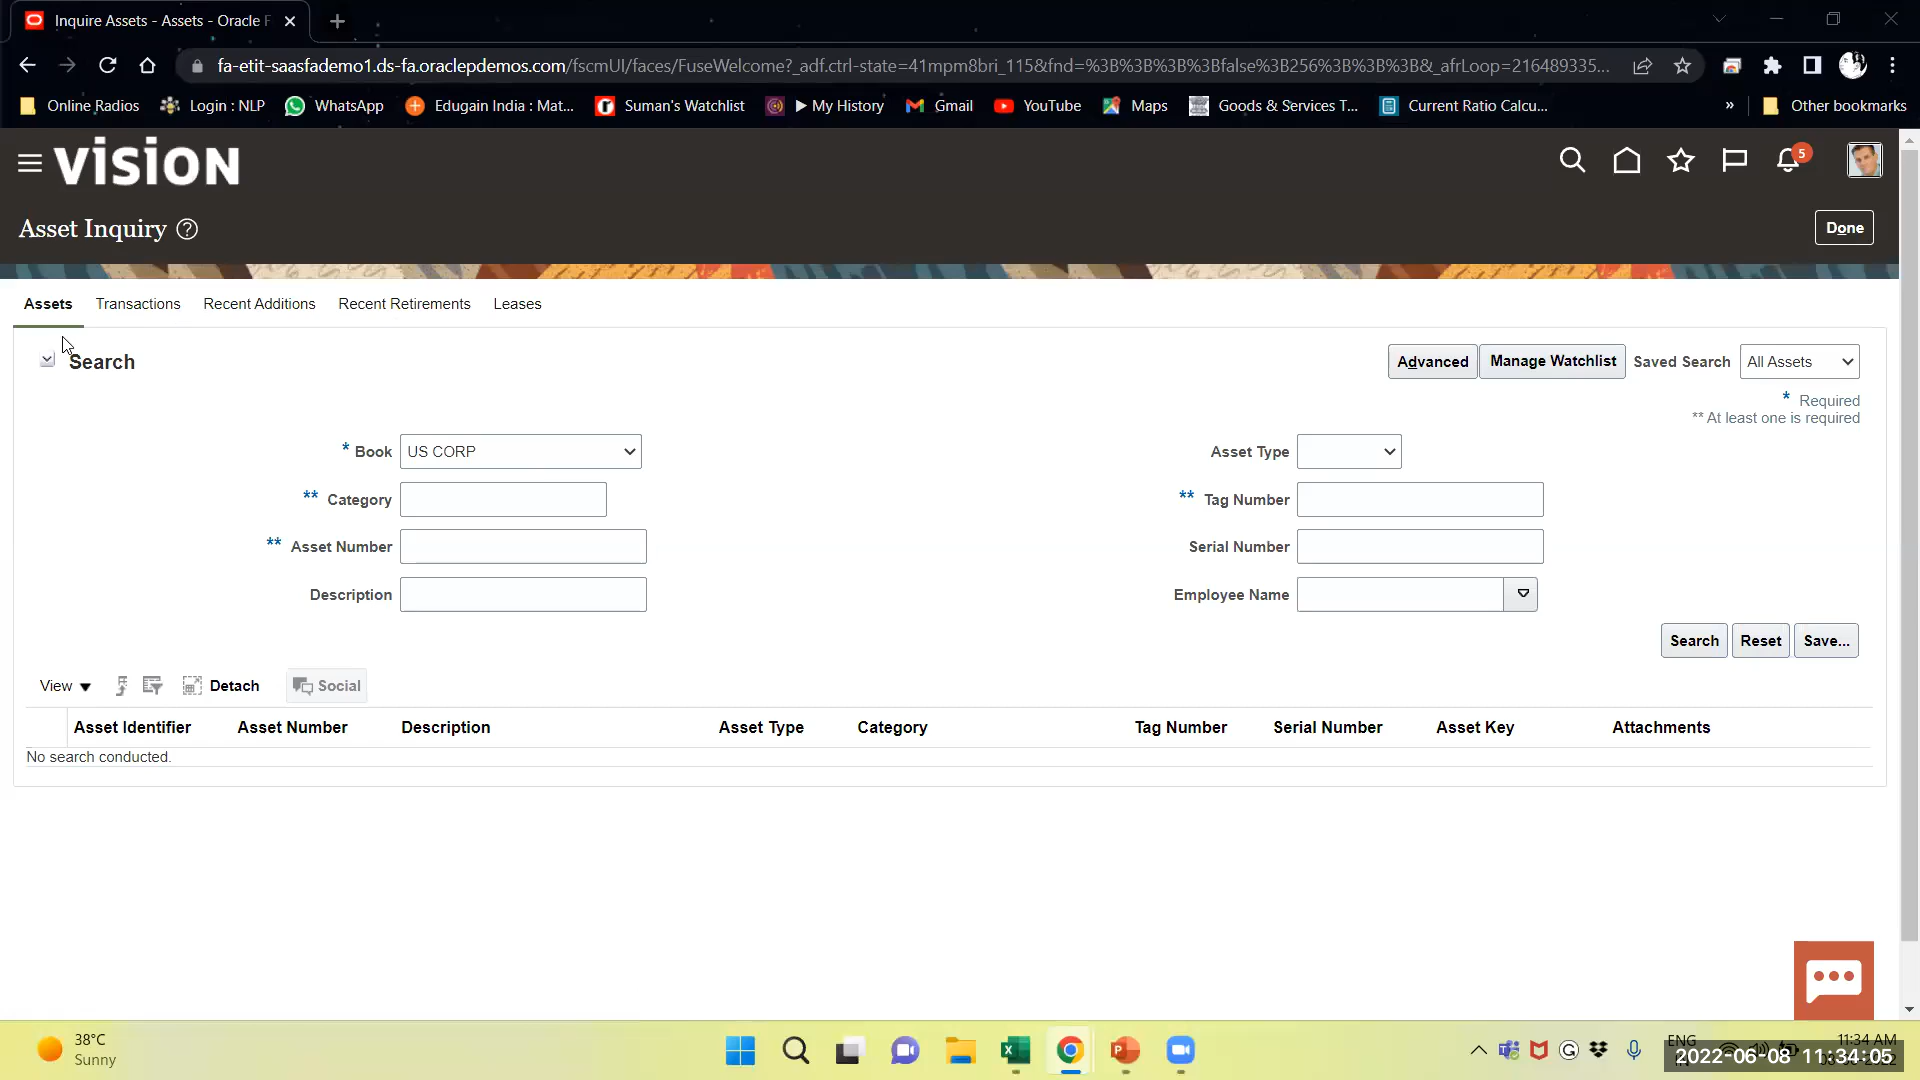 Inquire Assets - Assets - Oracle F
fa-etit-saasfademo1.ds-fa.oraclepdemos.com/fscmUI/faces/FuseWelcome?_adf.ctrl-state=41mpm8bri_115&fnd=%3B%3B%3B%3Bfalse%3B256%3B%3B%3B&_afrLoop=216489335...
Online Radios Login : NLP WhatsApp Edugain India : Mat... Suman's Watchlist ▶ My History Gmail YouTube Maps Goods & Services T... Current Ratio Calcu... » Other bookmarks
VISION 5
Asset Inquiry ? Done
Assets Transactions Recent Additions Recent Retirements Leases
Search Advanced Manage Watchlist Saved Search All Assets
* Required
** At least one is required
* Book US CORP Asset Type
** Category ** Tag Number
** Asset Number Serial Number
Description Employee Name
Search Reset Save...
View ▼ Detach Social
Asset Identifier Asset Number Description Asset Type Category Tag Number Serial Number Asset Key Attachments
No search conducted.
38°C
Sunny
ENG 11:34 AM
2022-06-08 11:34:05